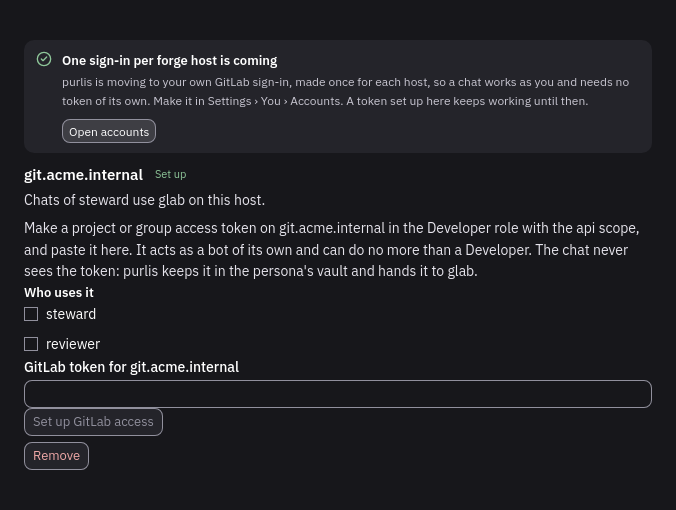 One sign-in per forge host is coming
purlis is moving to your own GitLab sign-in, made once for each host, so a chat works as you and needs no
token of its own. Make it in Settings › You › Accounts. A token set up here keeps working until then.
Open accounts
git.acme.internal Set up
Chats of steward use glab on this host.
Make a project or group access token on git.acme.internal in the Developer role with the api scope,
and paste it here. It acts as a bot of its own and can do no more than a Developer. The chat never
sees the token: purlis keeps it in the persona's vault and hands it to glab.
Who uses it
steward
reviewer
GitLab token for git.acme.internal
Set up GitLab access
Remove